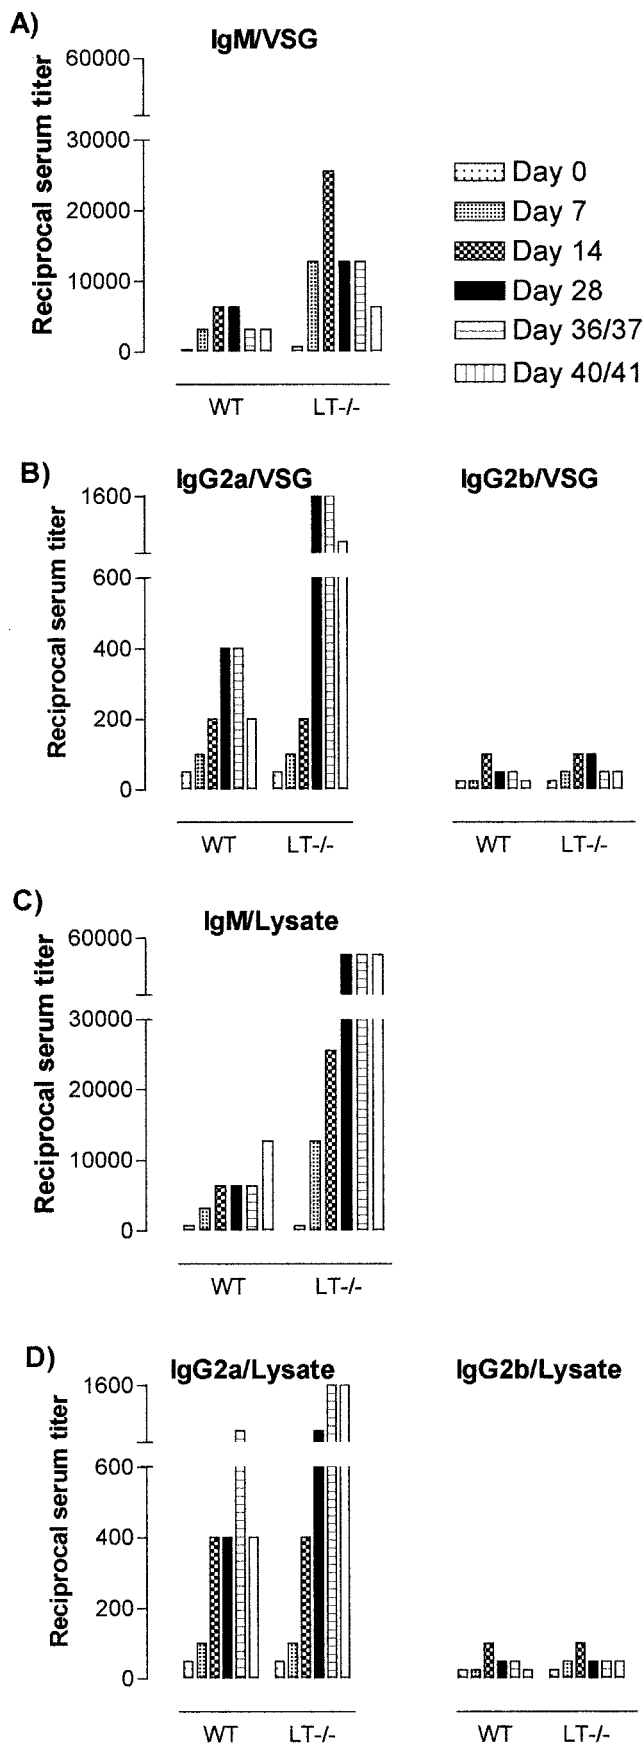 A)
IgM/VSG
Reciprocal serum titer
60000
30000
20000
10000
0
WT LT-/-
Day 0
Day 7
Day 14
Day 28
Day 36/37
Day 40/41
B)
IgG2a/VSG
IgG2b/VSG
Reciprocal serum titer
1600
600
400
200
0
WT LT-/-
WT LT-/-
C)
IgM/Lysate
Reciprocal serum titer
60000
30000
20000
10000
0
WT LT-/-
D)
IgG2a/Lysate
IgG2b/Lysate
Reciprocal serum titer
1600
600
400
200
0
WT LT-/-
WT LT-/-